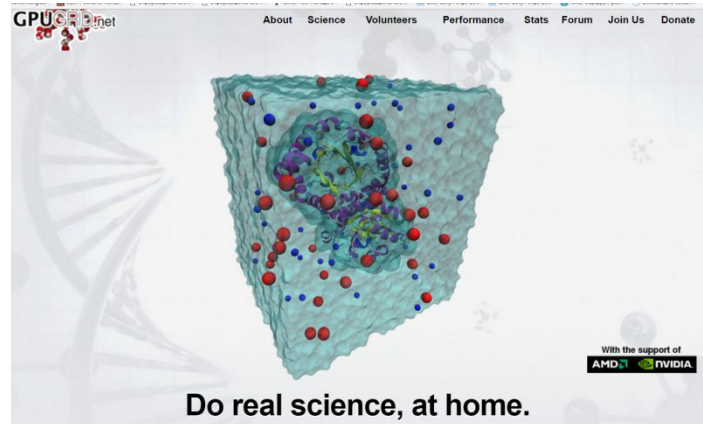 GPUGRID.net
About Science Volunteers Performance Stats Forum Join Us Donate
With the support of
AMD NVIDIA.
Do real science, at home.